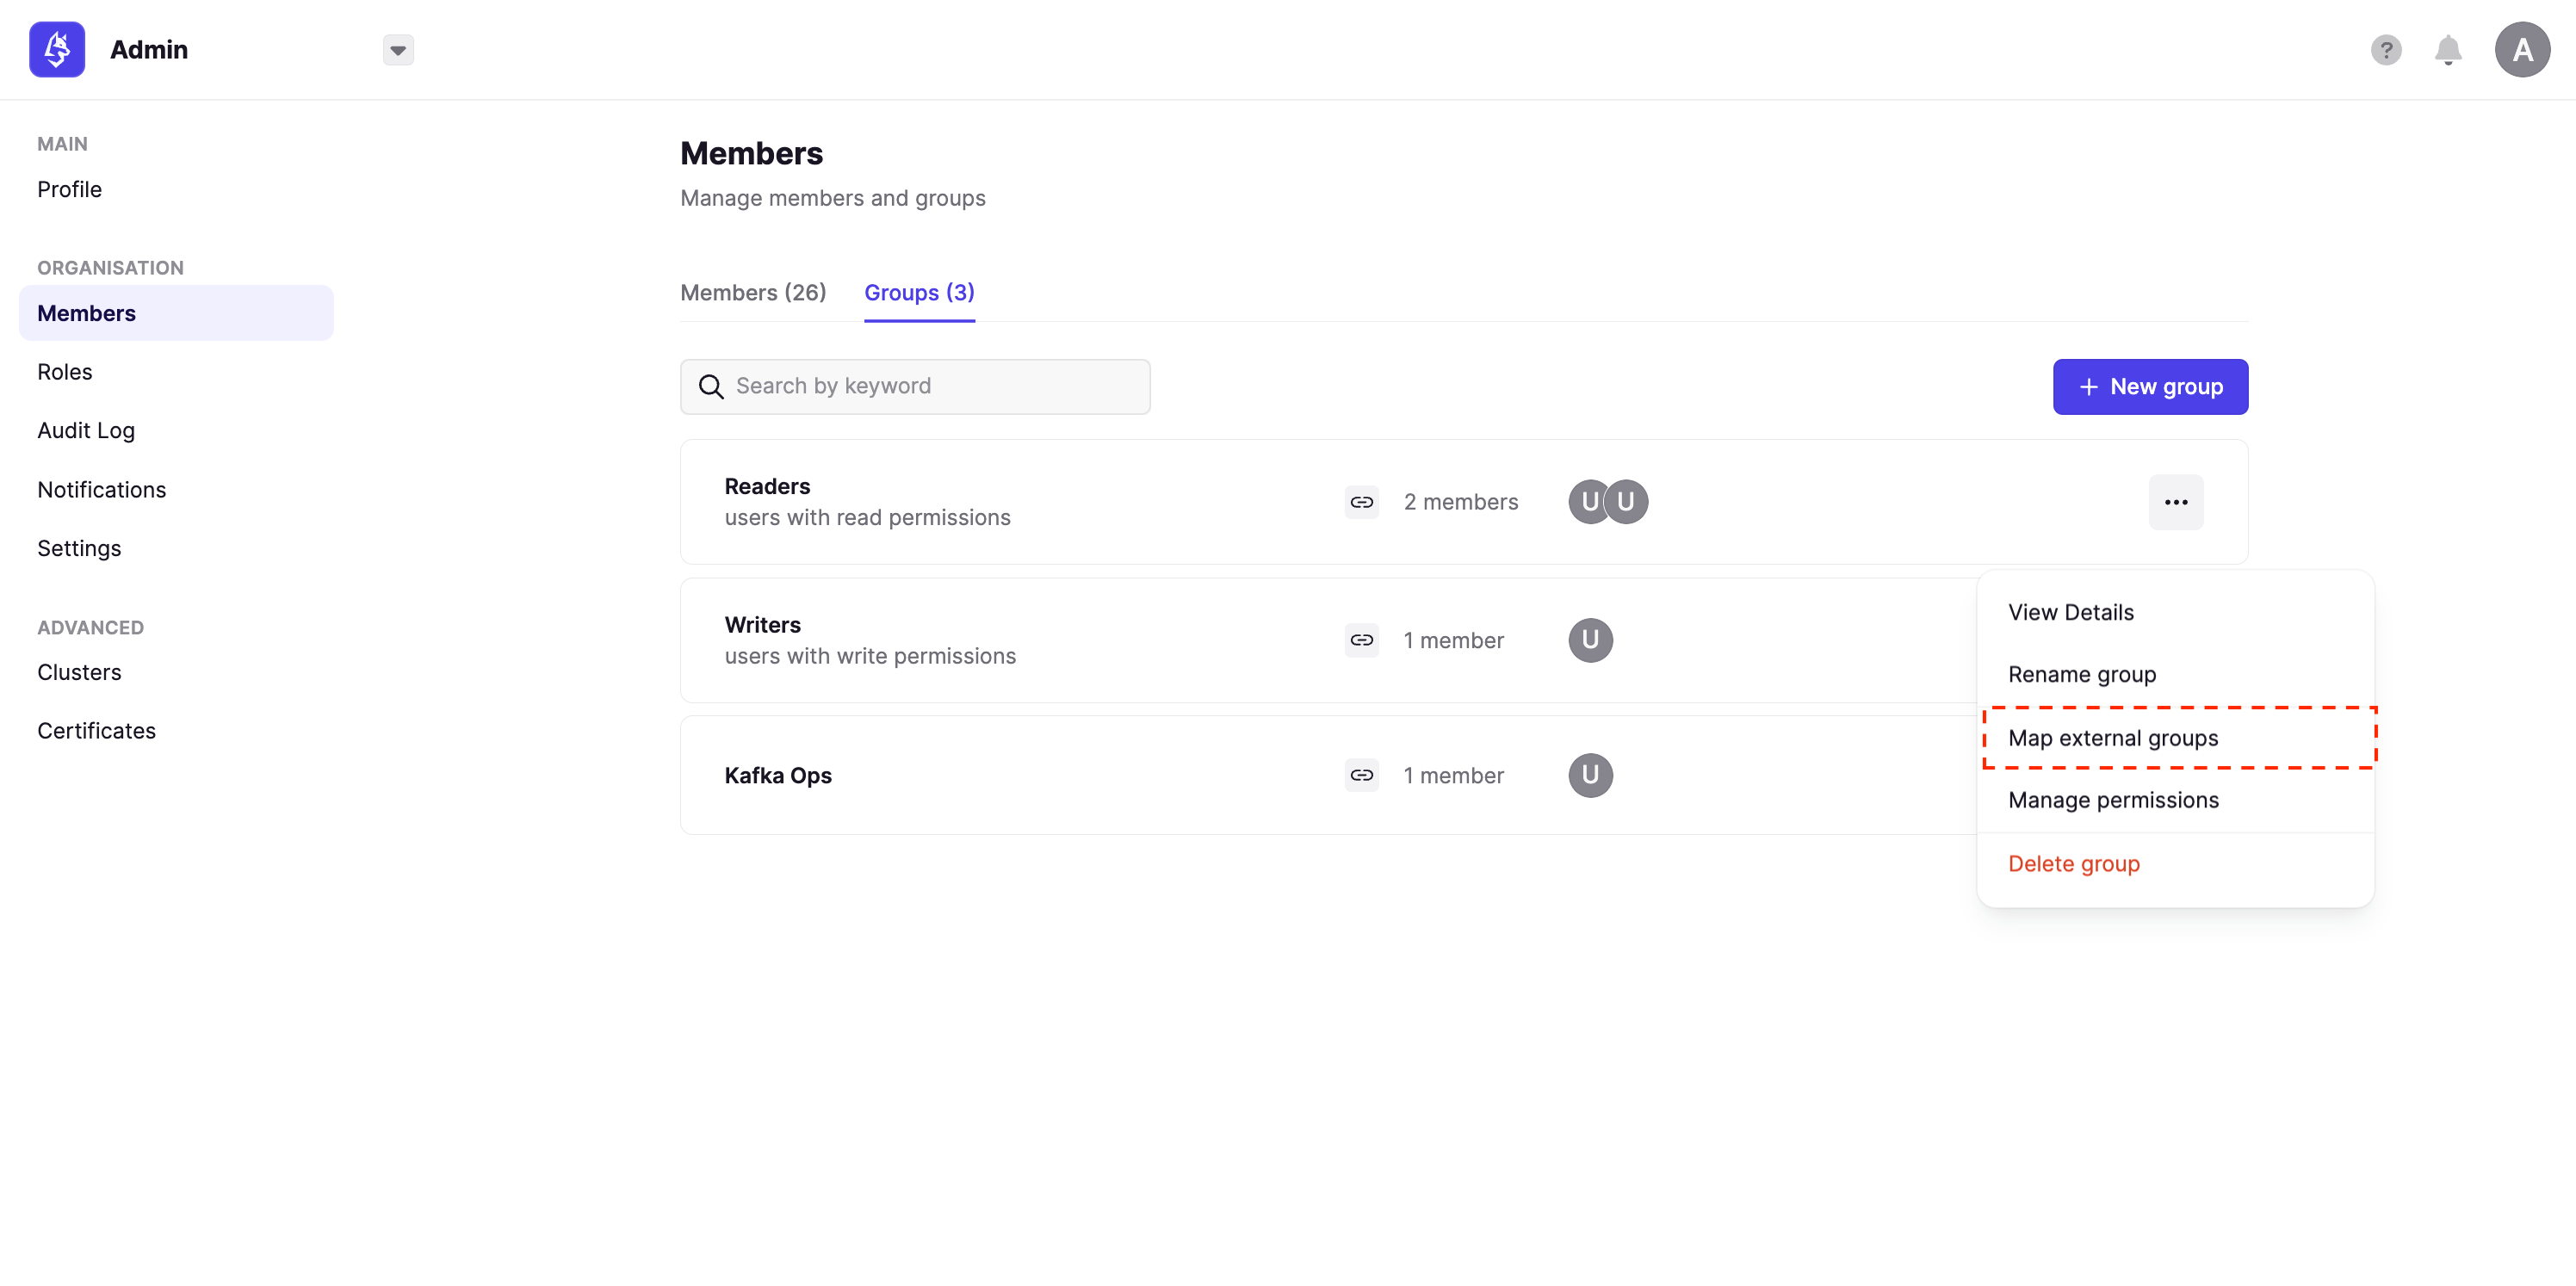 Admin
?
A
MAIN
Profile
ORGANISATION
Members
Roles
Audit Log
Notifications
Settings
ADVANCED
Clusters
Certificates
Members
Manage members and groups
Members (26)
Groups (3)
Search by keyword
+ New group
Readers
users with read permissions
2 members
U U
...
Writers
users with write permissions
1 member
U
Kafka Ops
1 member
U
View Details
Rename group
Map external groups
Manage permissions
Delete group